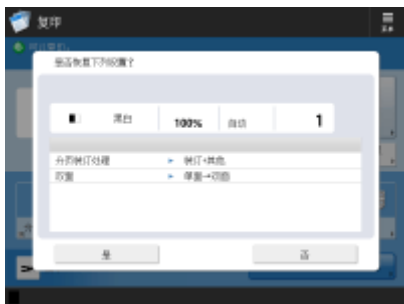 复印
是否恢复下列设置?
黑白 100% 自动 1
分页装订处理 ▸ 装订+其他
双面 ▸ 单面→双面
是 否